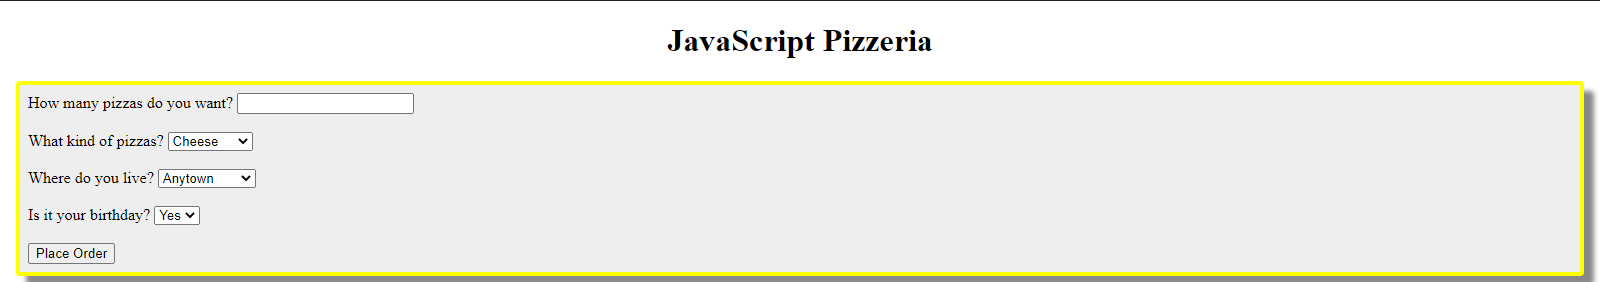 JavaScript Pizzeria
How many pizzas do you want?
What kind of pizzas? Cheese
Where do you live? Anytown
Is it your birthday? Yes
Place Order